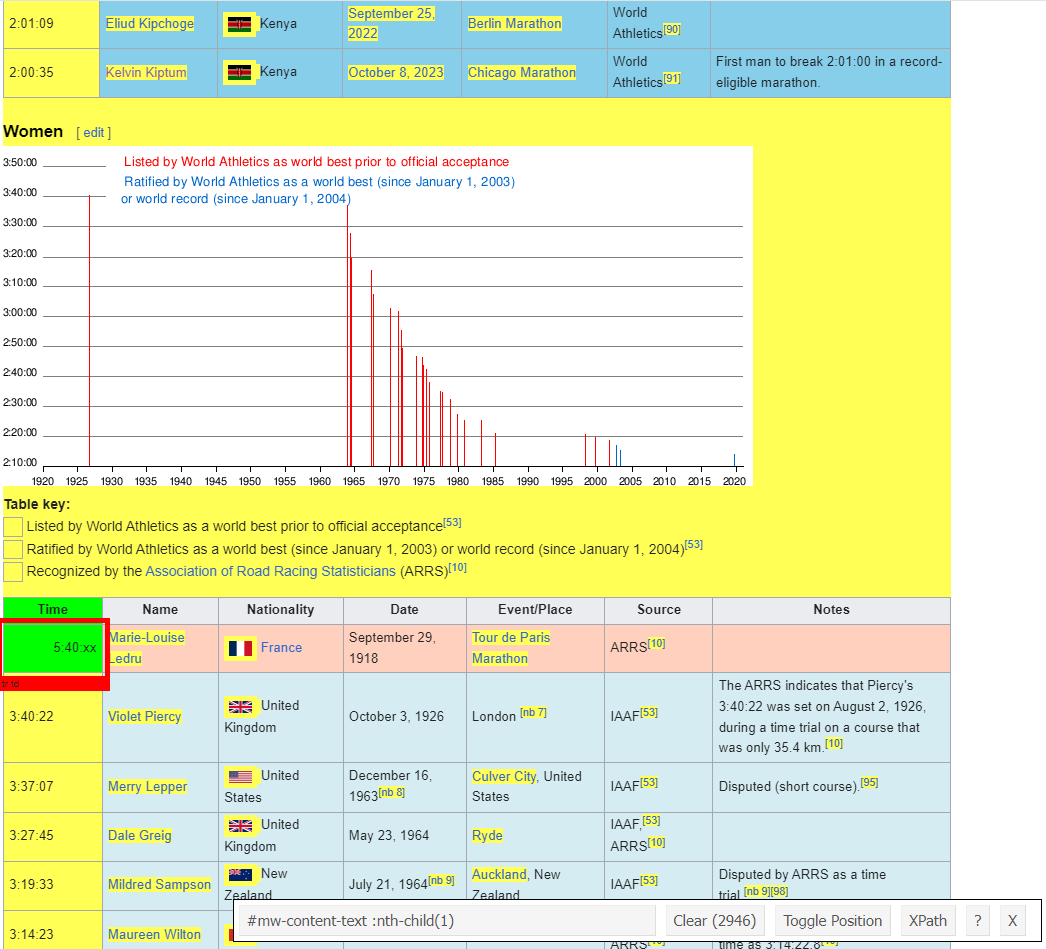 2:01:09 Eliud Kipchoge Kenya September 25, 2022 Berlin Marathon World Athletics[90]
2:00:35 Kelvin Kiptum Kenya October 8, 2023 Chicago Marathon World Athletics[91] First man to break 2:01:00 in a record-eligible marathon.
Women [ edit ]
Listed by World Athletics as world best prior to official acceptance
Ratified by World Athletics as a world best (since January 1, 2003)
or world record (since January 1, 2004)
3:50:00
3:40:00
3:30:00
3:20:00
3:10:00
3:00:00
2:50:00
2:40:00
2:30:00
2:20:00
2:10:00
1920 1925 1930 1935 1940 1945 1950 1955 1960 1965 1970 1975 1980 1985 1990 1995 2000 2005 2010 2015 2020
Table key:
Listed by World Athletics as a world best prior to official acceptance[53]
Ratified by World Athletics as a world best (since January 1, 2003) or world record (since January 1, 2004)[53]
Recognized by the Association of Road Racing Statisticians (ARRS)[10]
Time Name Nationality Date Event/Place Source Notes
5:40:xx Marie-Louise Ledru France September 29, 1918 Tour de Paris Marathon ARRS[10]
tr td
3:40:22 Violet Piercy United Kingdom October 3, 1926 London [nb 7] IAAF[53] The ARRS indicates that Piercy's 3:40:22 was set on August 2, 1926, during a time trial on a course that was only 35.4 km.[10]
3:37:07 Merry Lepper United States December 16, 1963[nb 8] Culver City, United States IAAF[53] Disputed (short course).[95]
3:27:45 Dale Greig United Kingdom May 23, 1964 Ryde IAAF,[53] ARRS[10]
3:19:33 Mildred Sampson New Zealand July 21, 1964[nb 9] Auckland, New Zealand IAAF[53] Disputed by ARRS as a time trial.[nb 9][98]
3:14:23 Maureen Wilton ARRS[10] time as 3:14:22.8[10]
#mw-content-text :nth-child(1) Clear (2946) Toggle Position XPath ? X